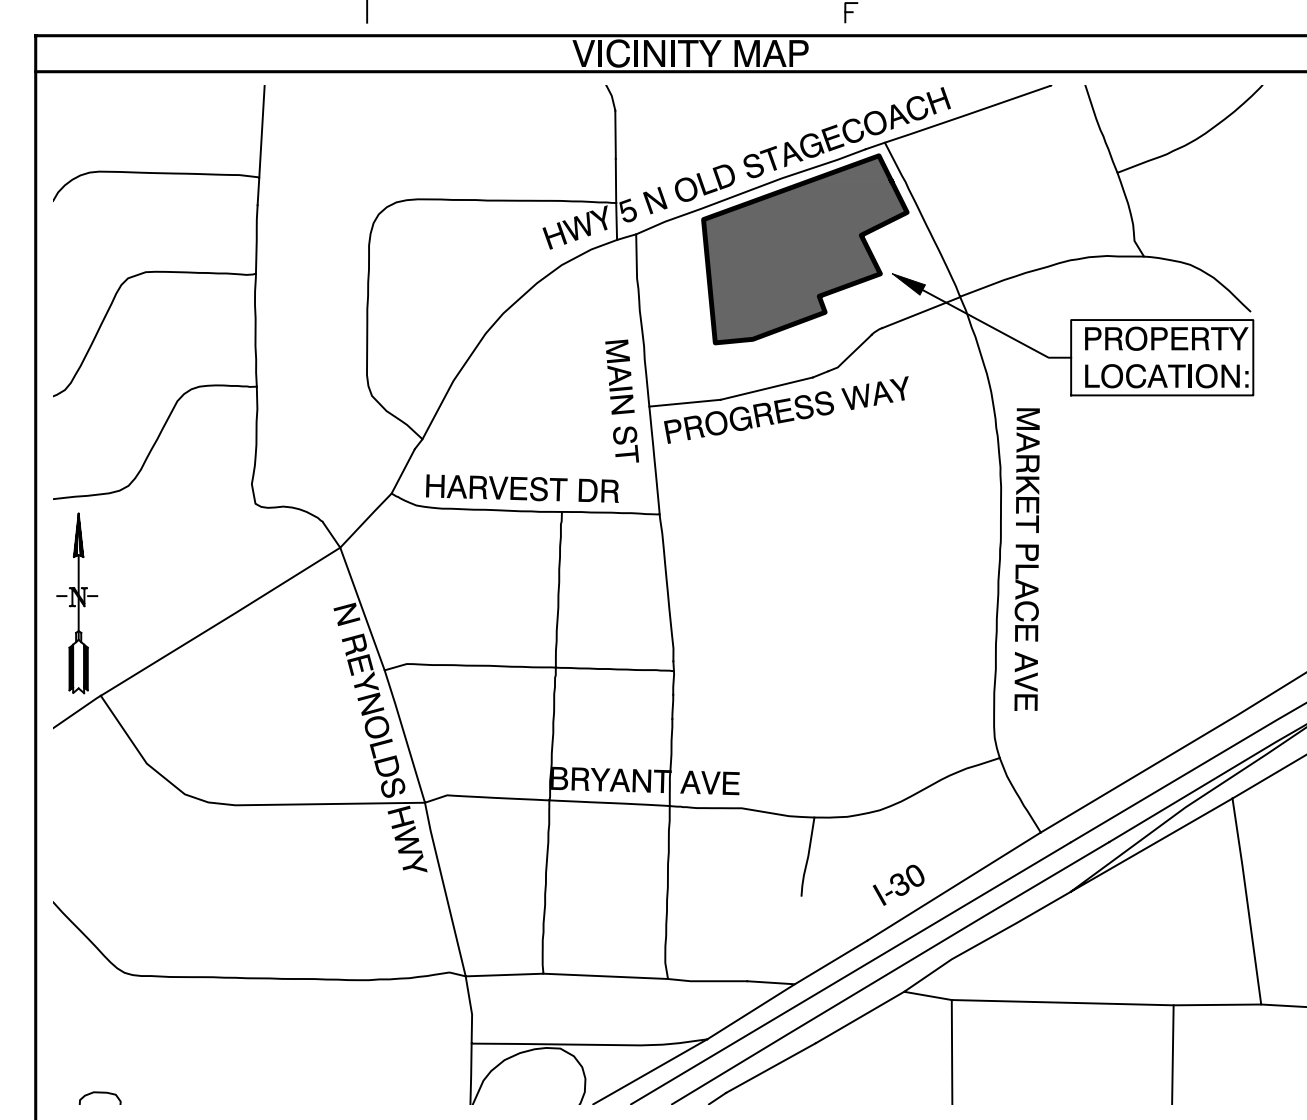 F
VICINITY MAP
HWY 5 N OLD STAGECOACH
PROPERTY
LOCATION:
MAIN ST
PROGRESS WAY
MARKET PLACE AVE
HARVEST DR
N
N REYNOLDS HWY
BRYANT AVE
I-30